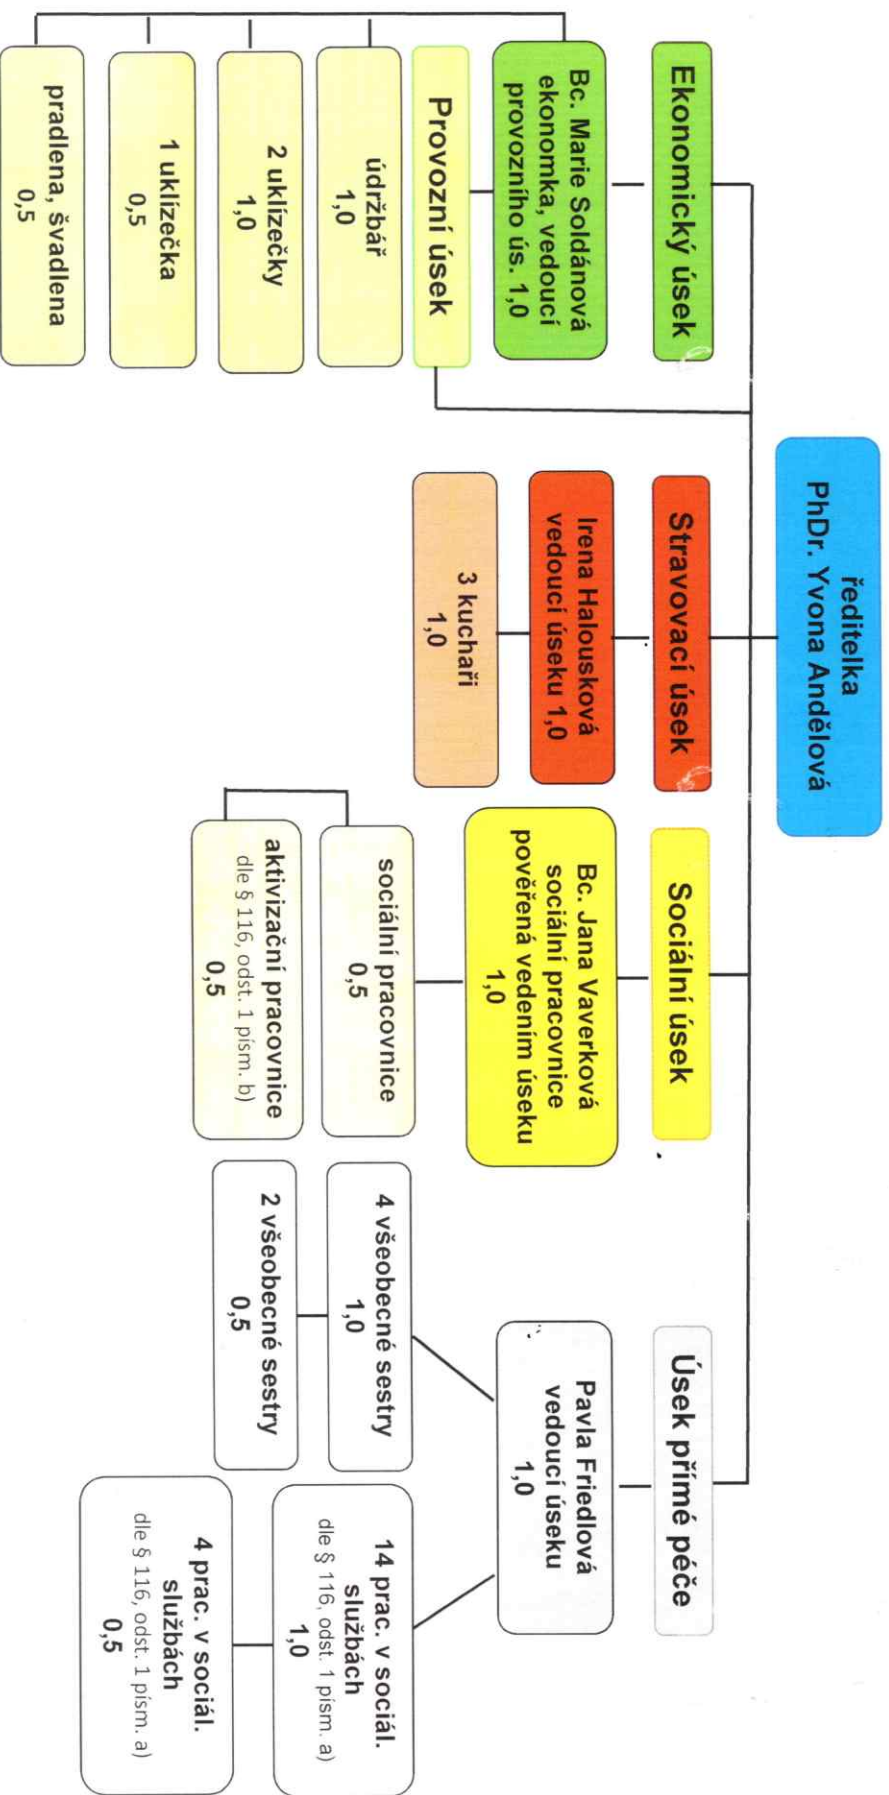 ředitelka
PhDr. Yvona Andělová
Ekonomický úsek
Bc. Marie Soldánová
ekonomka, vedoucí
provozního ús. 1,0
Provozní úsek
údržbář
1,0
2 uklízečky
1,0
1 uklízečka
0,5
pradlena, švadlena
0,5
Stravovací úsek
Irena Halousková
vedoucí úseku 1,0
3 kuchaři
1,0
Sociální úsek
Bc. Jana Vaverková
sociální pracovnice
pověřená vedením úseku
1,0
sociální pracovnice
0,5
aktivizační pracovnice
dle § 116, odst. 1 písm. b)
0,5
Úsek přímé péče
Pavla Friedlová
vedoucí úseku
1,0
4 všeobecné sestry
1,0
2 všeobecné sestry
0,5
14 prac. v sociál.
službách
dle § 116, odst. 1 písm. a)
1,0
4 prac. v sociál.
službách
dle § 116, odst. 1 písm. a)
0,5